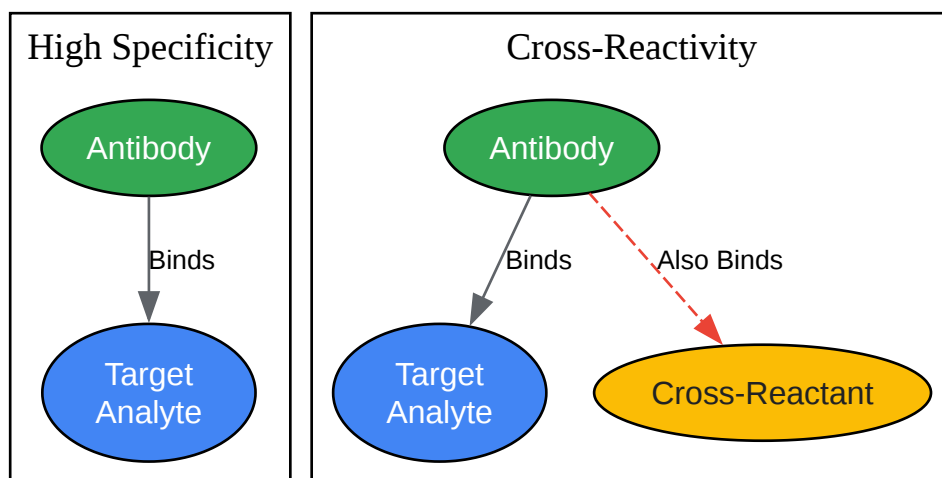 High Specificity
Antibody
Binds
Target
Analyte
Cross-Reactivity
Antibody
Binds
Also Binds
Target
Analyte
Cross-Reactant